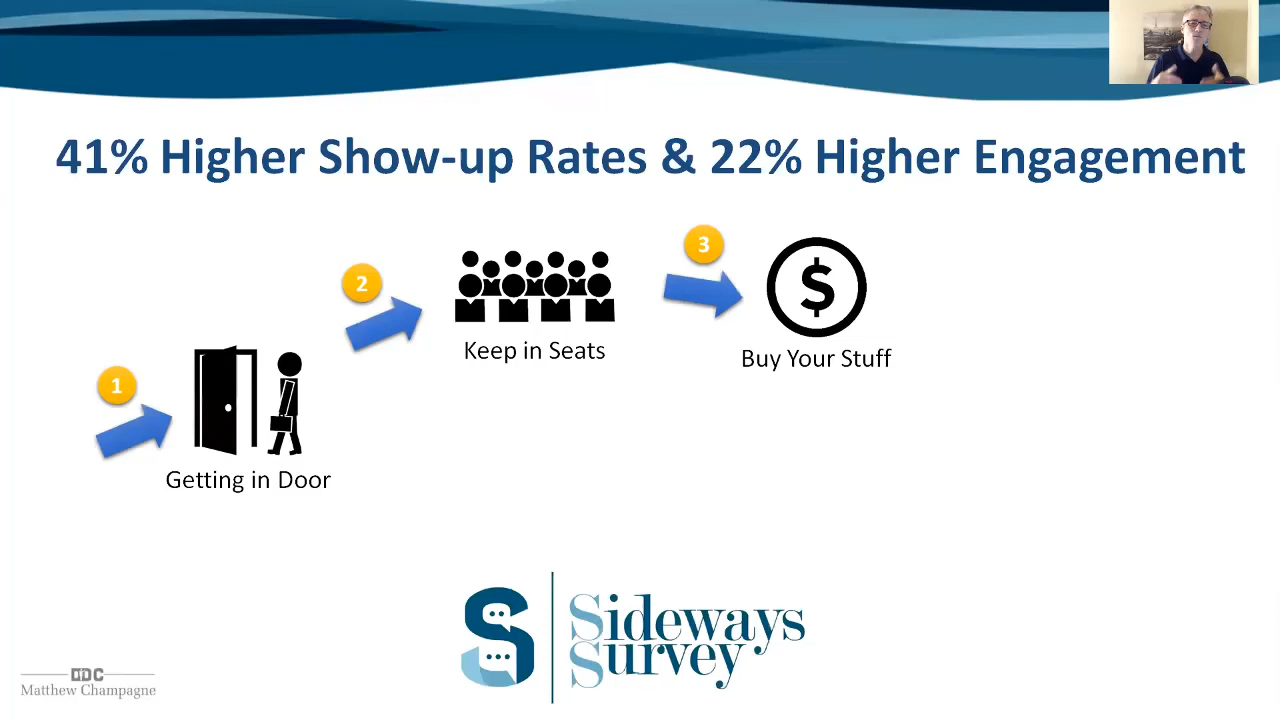 41% Higher Show-up Rates & 22% Higher Engagement
1
Getting in Door
2
Keep in Seats
3
$
Buy Your Stuff
Sideways
Survey
Matthew Champagne